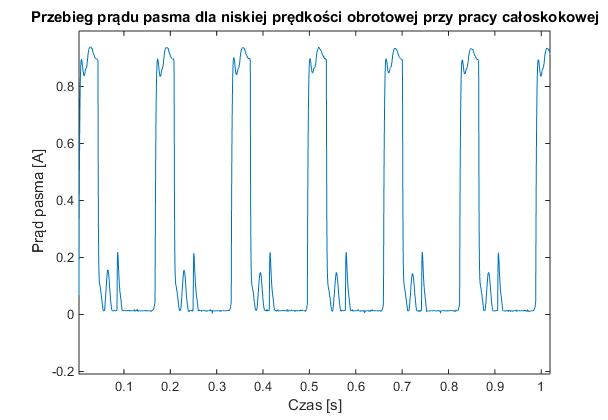 Przebieg prądu pasma dla niskiej prędkości obrotowej przy pracy całoskokowej
0.8
0.6
0.4
0.2
0
-0.2
Prąd pasma [A]
0.1 0.2 0.3 0.4 0.5 0.6 0.7 0.8 0.9 1
Czas [s]